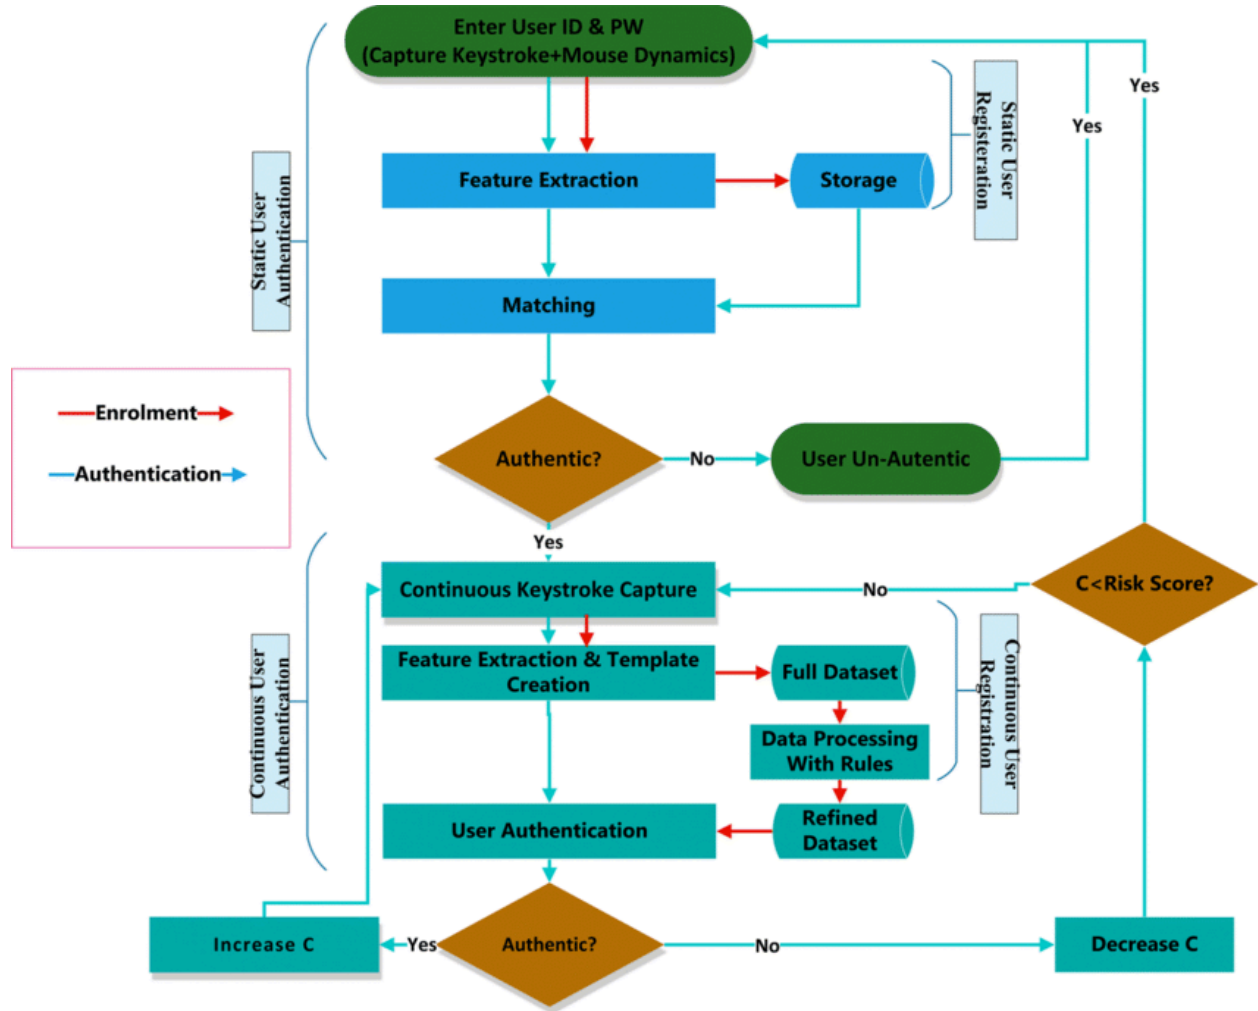 Enter User ID & PW
(Capture Keystroke+Mouse Dynamics)
Yes
Yes
Static User
Registeration
Feature Extraction
Storage
Static User
Authentication
Matching
Enrolment
Authentication
Authentic?
No
User Un-Autentic
Yes
Continuous Keystroke Capture
No
C<Risk Score?
Feature Extraction & Template
Creation
Full Dataset
Continuous User
Registration
Continuous User
Authentication
Data Processing
With Rules
User Authentication
Refined
Dataset
Increase C
Yes
Authentic?
No
Decrease C